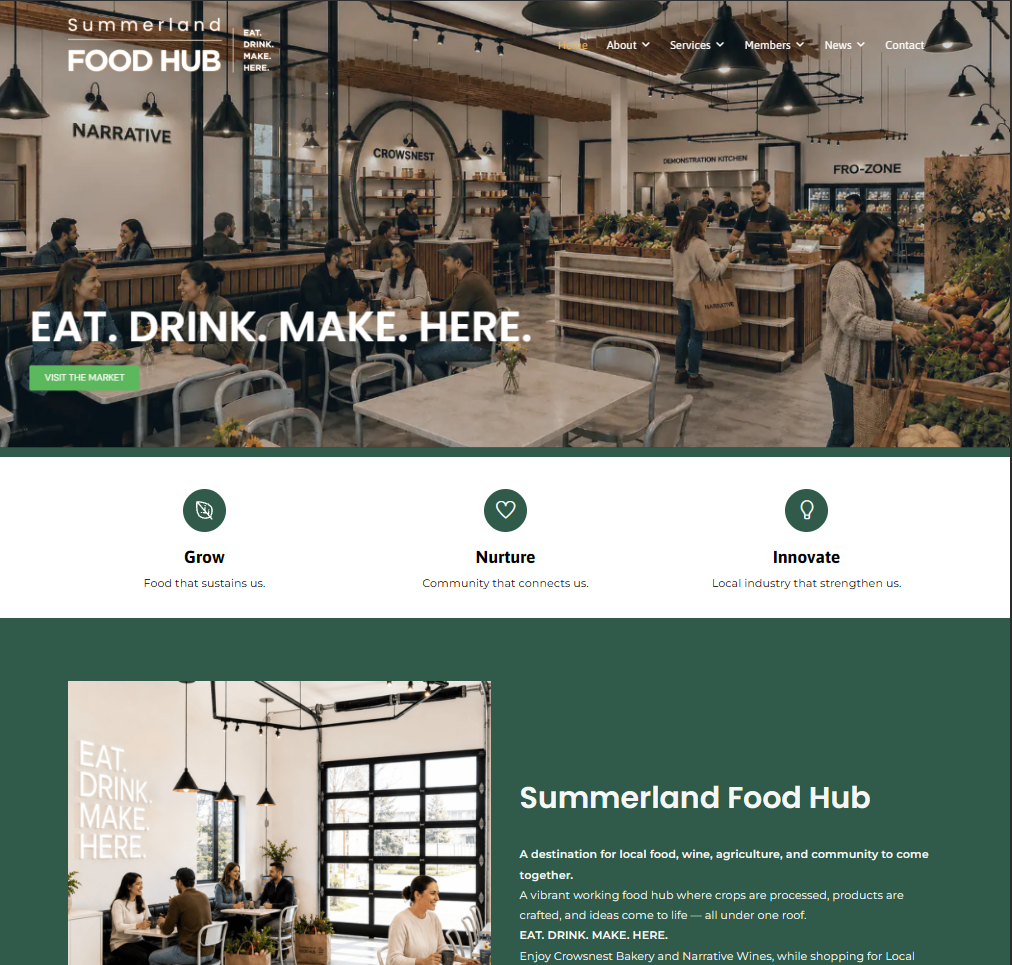 Summerland
FOOD HUB
EAT.
DRINK.
MAKE.
HERE.
Home About Services Members News Contact
NARRATIVE
CROWSNEST
DEMONSTRATION KITCHEN
FRO-ZONE
NARRATIVE
EAT. DRINK. MAKE. HERE.
VISIT THE MARKET
Grow
Nurture
Innovate
Food that sustains us.
Community that connects us.
Local industry that strengthen us.
EAT.
DRINK.
MAKE.
HERE.
Summerland Food Hub
A destination for local food, wine, agriculture, and community to come
together.
A vibrant working food hub where crops are processed, products are
crafted, and ideas come to life — all under one roof.
EAT. DRINK. MAKE. HERE.
Enjoy Crowsnest Bakery and Narrative Wines, while shopping for Local